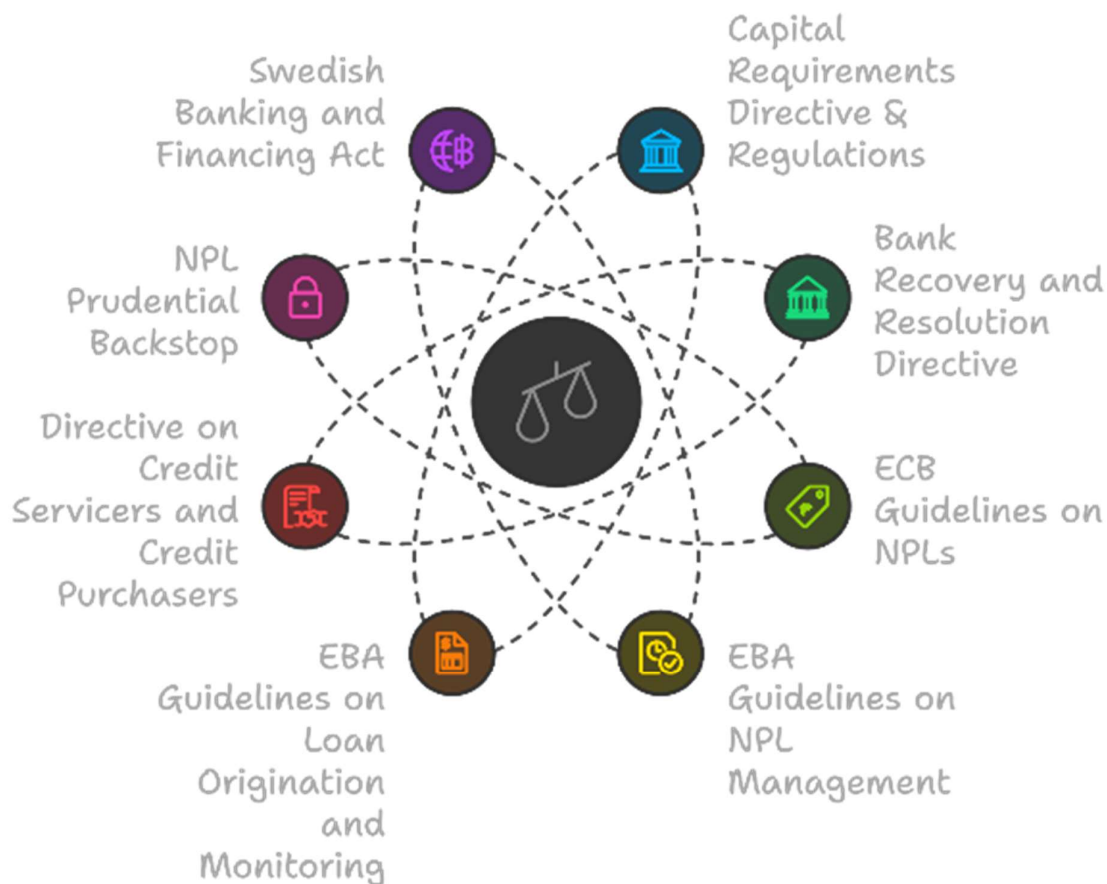 Swedish
Banking and
Financing Act
Capital
Requirements
Directive &
Regulations
NPL
Prudential
Backstop
Bank
Recovery and
Resolution
Directive
Directive on
Credit
Servicers and
Credit
Purchasers
ECB
Guidelines on
NPLs
EBA
Guidelines on
Loan
Origination
and
Monitoring
EBA
Guidelines on
NPL
Management